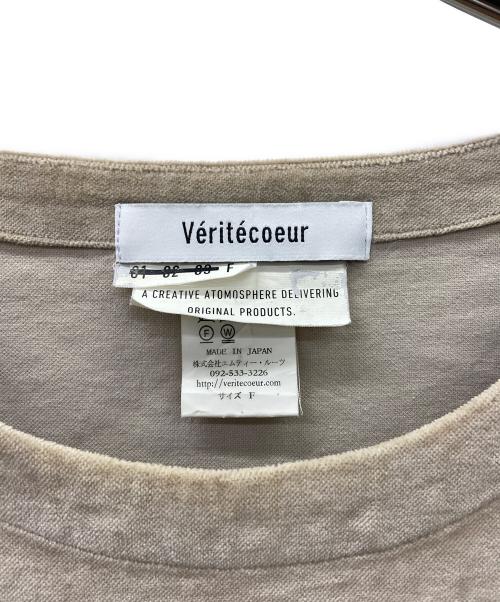 Véritécoeur
01 02 03 F
A CREATIVE ATOMOSPHERE DELIVERING
ORIGINAL PRODUCTS.
F W
MADE IN JAPAN
株式会社エムティー・ルーツ
092-533-3226
http://veritecoeur.com
サイズ F